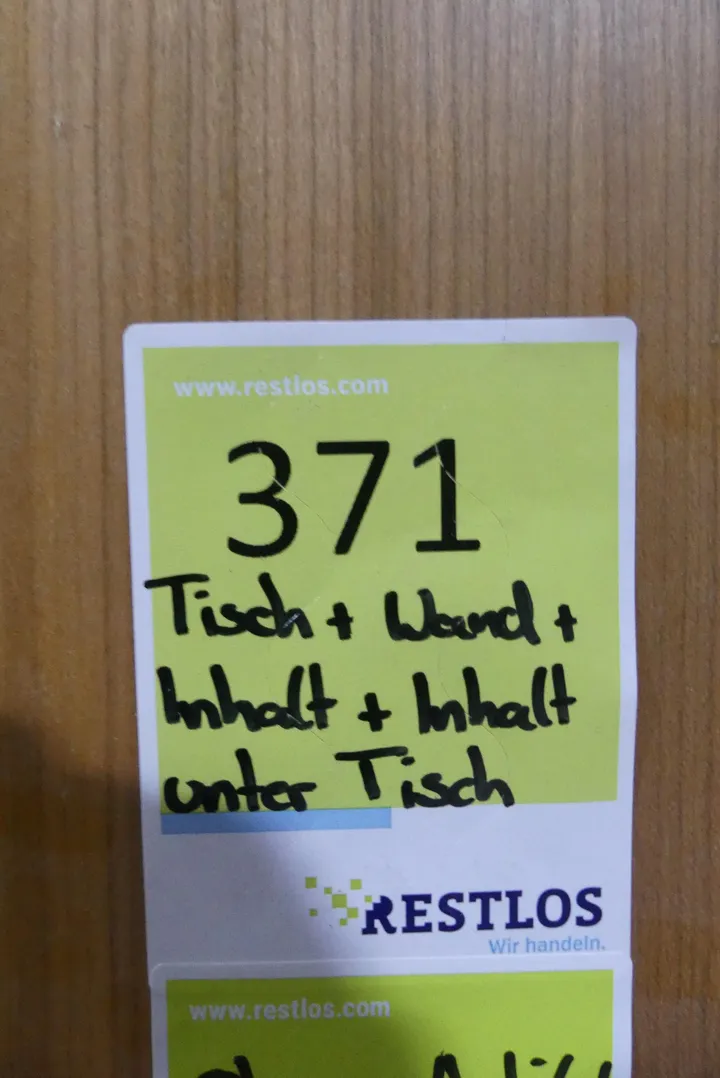 www.restlos.com
371
Tisch + Wand +
Inhalt + Inhalt
unter Tisch
RESTLOS
Wir handeln.
www.restlos.com